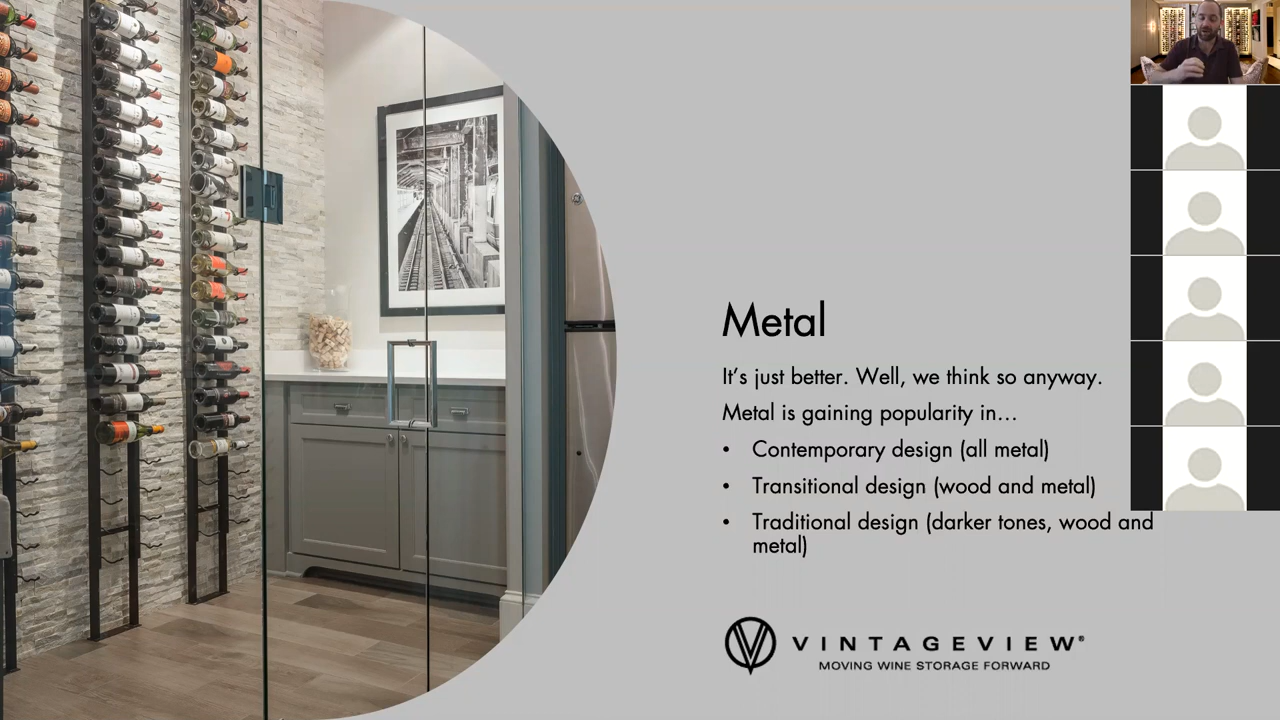 Metal
It's just better. Well, we think so anyway.
Metal is gaining popularity in…
• Contemporary design (all metal)
• Transitional design (wood and metal)
• Traditional design (darker tones, wood and
metal)
VINTAGEVIEW®
MOVING WINE STORAGE FORWARD